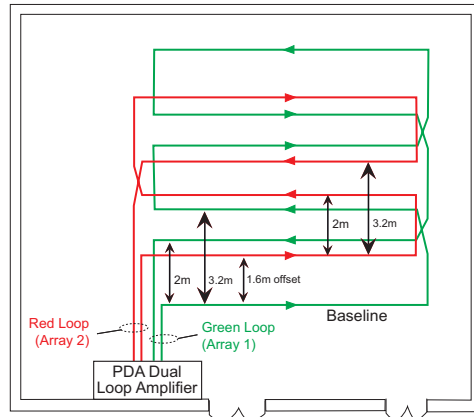 2m
3.2m
2m
3.2m
1.6m offset
Baseline
Red Loop
(Array 2)
Green Loop
(Array 1)
PDA Dual
Loop Amplifier